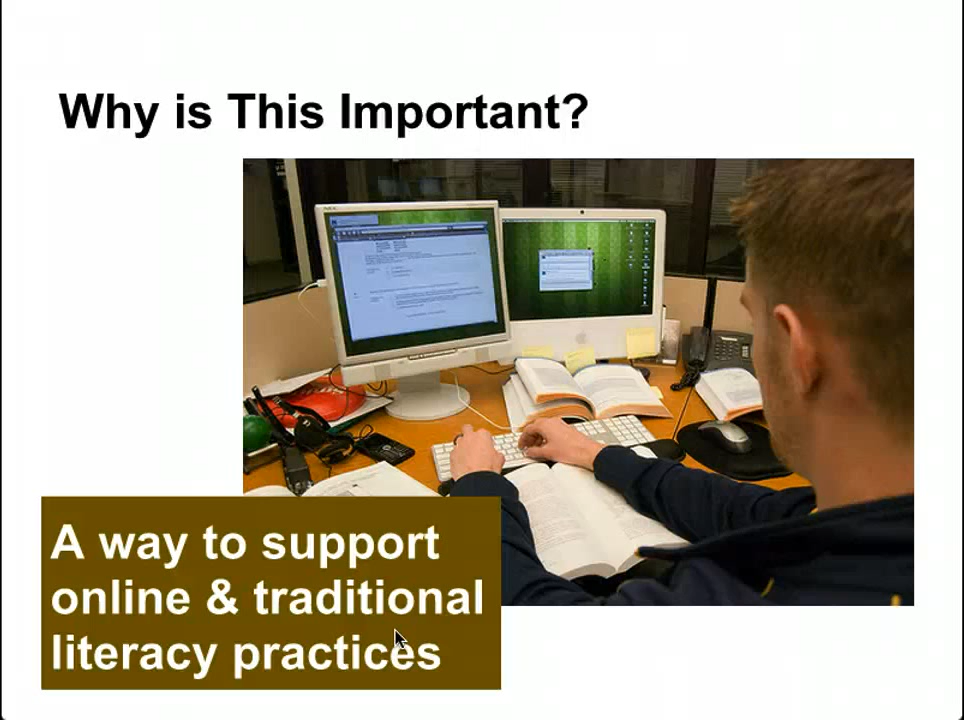 Why is This Important?
A way to support
online & traditional
literacy practices